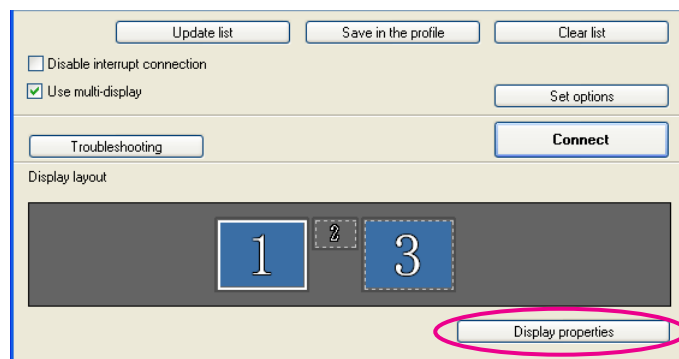 Update list Save in the profile Clear list
Disable interrupt connection
Use multi-display
Set options
Connect
Troubleshooting
Display layout
1 2 3
Display properties